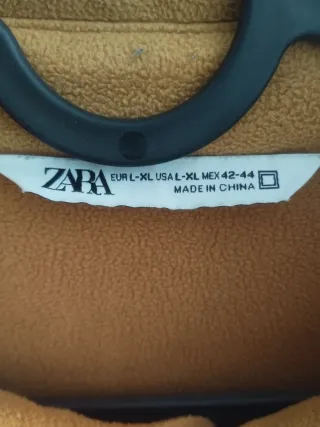 ZARA EUR L-XL USA L-XL MEX 42-44
MADE IN CHINA